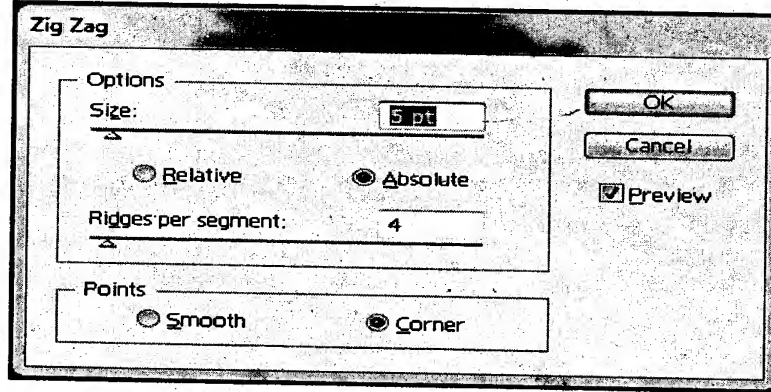 Zig Zag
Options
Size:
5 pt
Relative
Absolute
Ridges per segment:
4
Points
Smooth
Corner
OK
Cancel
Preview